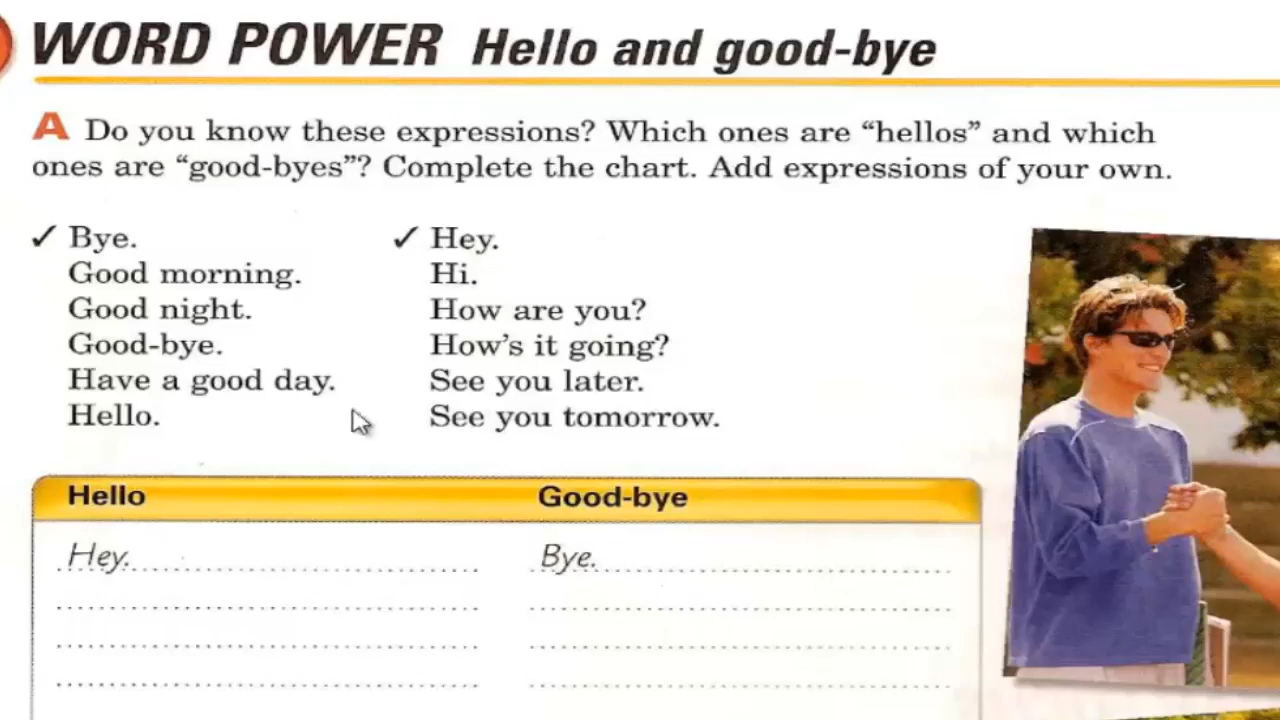 WORD POWER Hello and good-bye
A Do you know these expressions? Which ones are “hellos” and which
ones are “good-byes”? Complete the chart. Add expressions of your own.
✓ Bye.
Good morning.
Good night.
Good-bye.
Have a good day.
Hello.
✓ Hey.
Hi.
How are you?
How's it going?
See you later.
See you tomorrow.
Hello Good-bye
Hey. Bye.